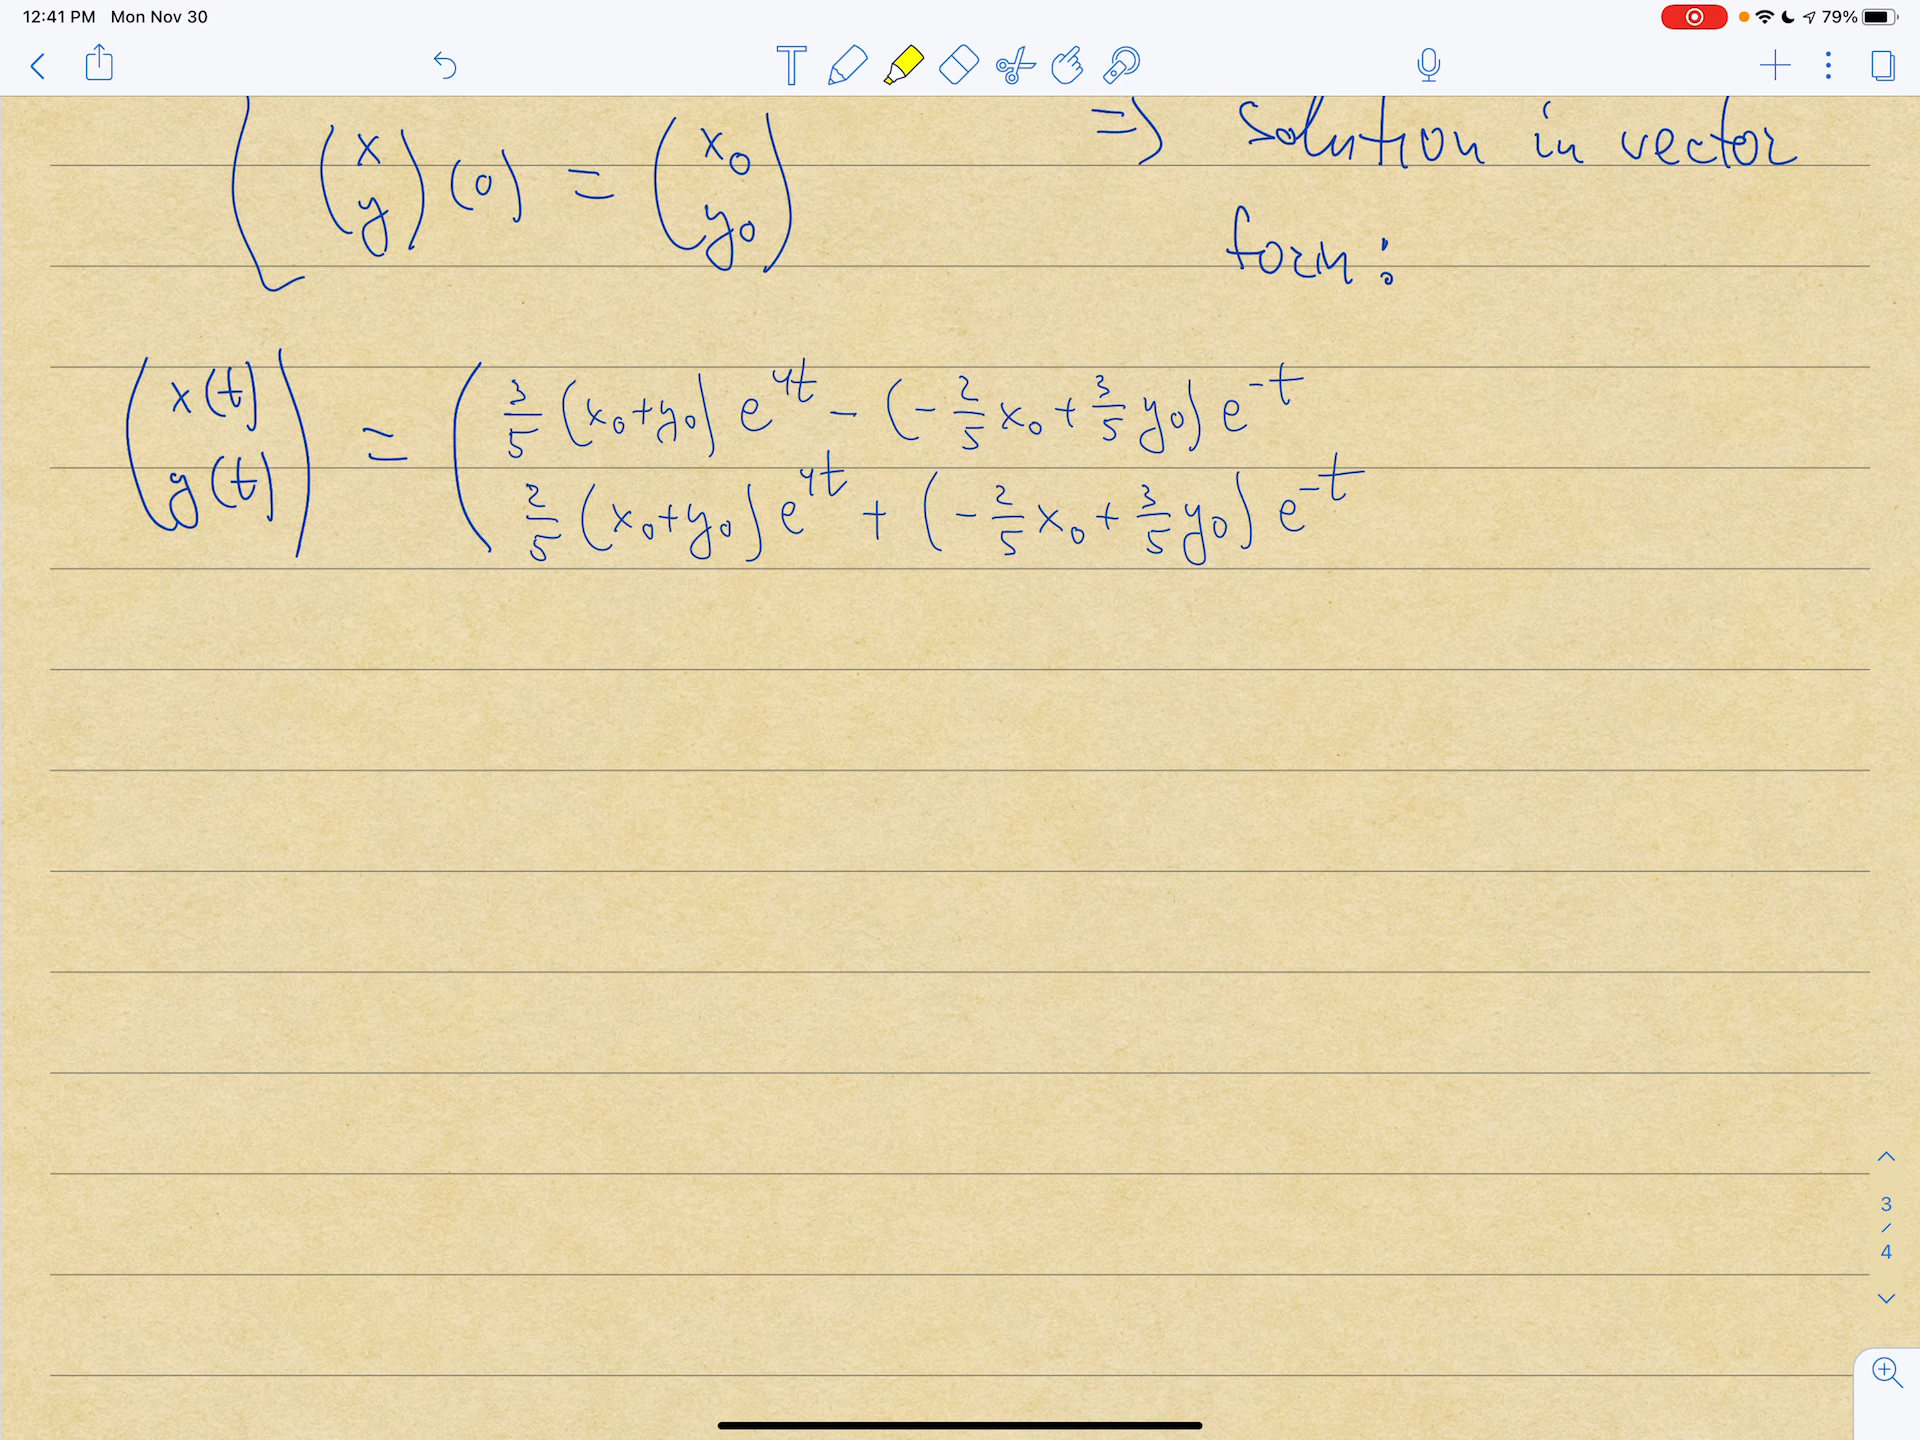 12:41 PM Mon Nov 30 79%
T
(x y)(0) = (x₀ y₀) => solution in vector
form:
x(t) = 3/5 (x₀+y₀) e^4t - (-2/5 x₀ + 3/5 y₀) e^-t
y(t) 2/5 (x₀+y₀) e^4t + (-2/5 x₀ + 3/5 y₀) e^-t
3
/
4